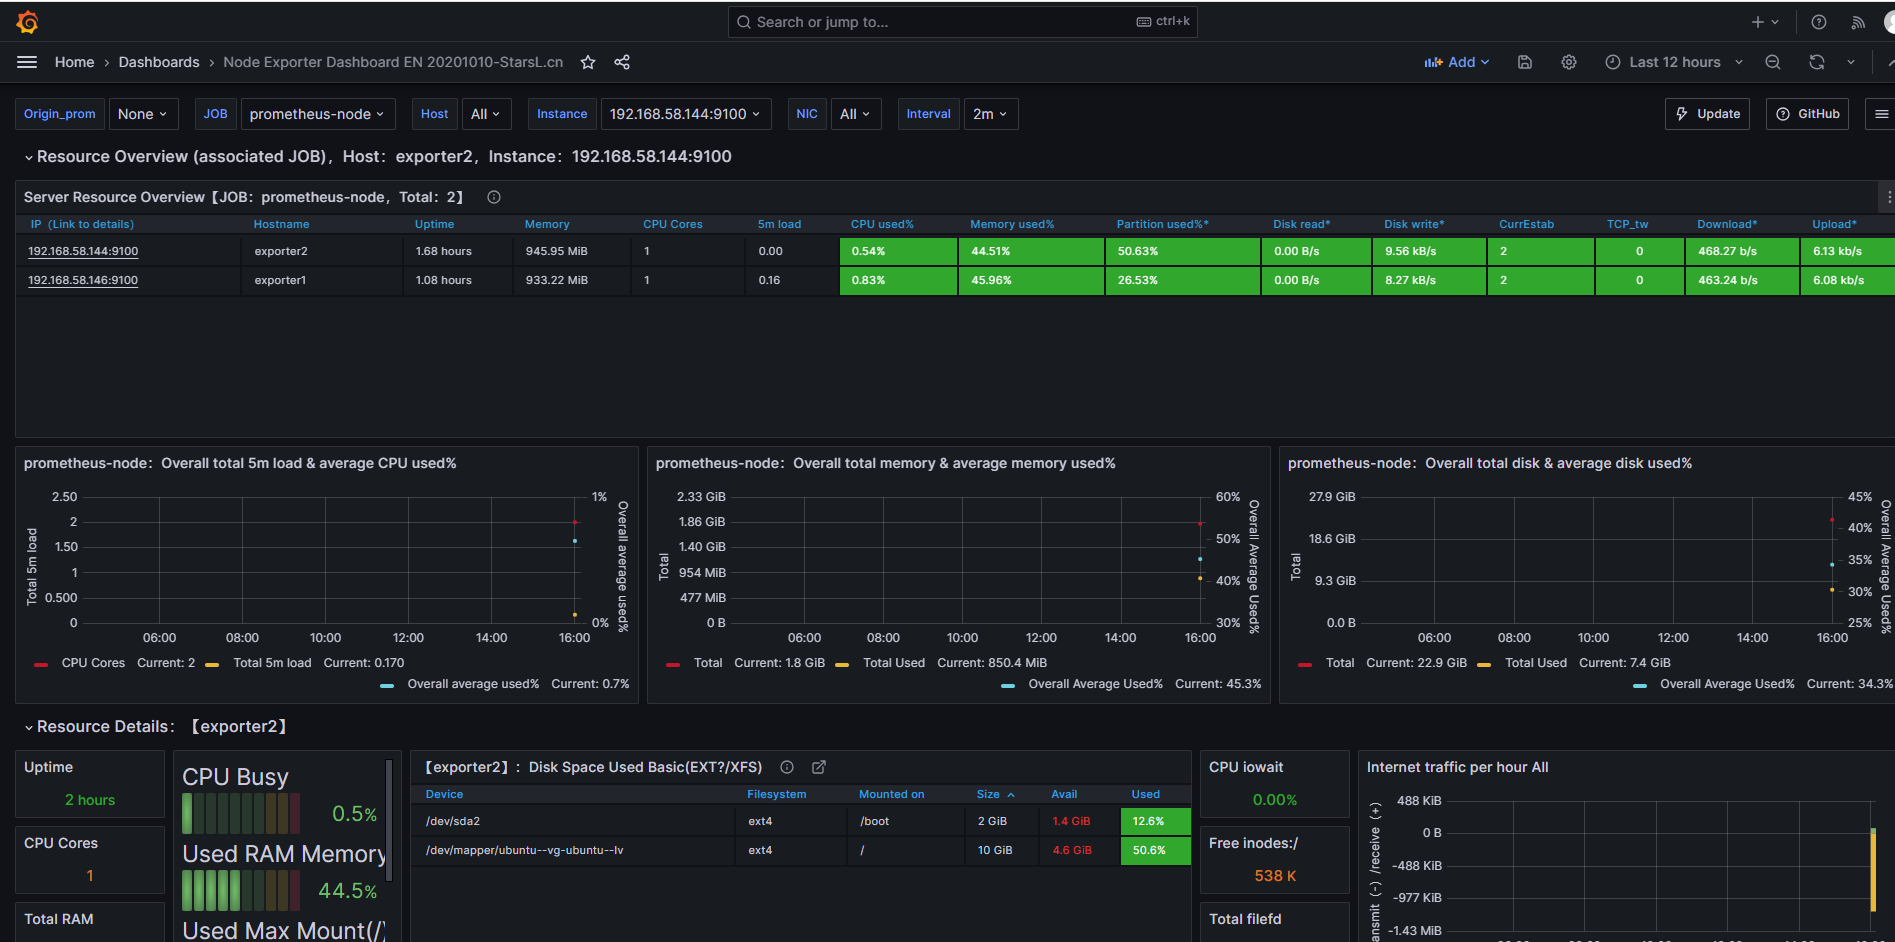 Search or jump to... ctrl+k
Home › Dashboards › Node Exporter Dashboard EN 20201010-StarsL.cn Add Last 12 hours
Origin_prom None JOB prometheus-node Host All Instance 192.168.58.144:9100 NIC All Interval 2m Update GitHub
Resource Overview (associated JOB)，Host：exporter2，Instance：192.168.58.144:9100
Server Resource Overview【JOB：prometheus-node，Total：2】
IP（Link to details） Hostname Uptime Memory CPU Cores 5m load CPU used% Memory used% Partition used%* Disk read* Disk write* CurrEstab TCP_tw Download* Upload*
192.168.58.144:9100 exporter2 1.68 hours 945.95 MiB 1 0.00 0.54% 44.51% 50.63% 0.00 B/s 9.56 kB/s 2 0 468.27 b/s 6.13 kb/s
192.168.58.146:9100 exporter1 1.08 hours 933.22 MiB 1 0.16 0.83% 45.96% 26.53% 0.00 B/s 8.27 kB/s 2 0 463.24 b/s 6.08 kb/s
prometheus-node：Overall total 5m load & average CPU used%
Total 5m load
2.50
2
1.50
1
0.500
0
1%
0%
Overall average used%
06:00 08:00 10:00 12:00 14:00 16:00
CPU Cores Current: 2 Total 5m load Current: 0.170
Overall average used% Current: 0.7%
prometheus-node：Overall total memory & average memory used%
Total
2.33 GiB
1.86 GiB
1.40 GiB
954 MiB
477 MiB
0 B
60%
50%
40%
30%
Overall Average Used%
06:00 08:00 10:00 12:00 14:00 16:00
Total Current: 1.8 GiB Total Used Current: 850.4 MiB
Overall Average Used% Current: 45.3%
prometheus-node：Overall total disk & average disk used%
Total
27.9 GiB
18.6 GiB
9.3 GiB
0.0 B
45%
40%
35%
30%
25%
Overall Average Used%
06:00 08:00 10:00 12:00 14:00 16:00
Total Current: 22.9 GiB Total Used Current: 7.4 GiB
Overall Average Used% Current: 34.3%
Resource Details：【exporter2】
Uptime
2 hours
CPU Cores
1
Total RAM
CPU Busy
0.5%
Used RAM Memory
44.5%
Used Max Mount(/)
【exporter2】：Disk Space Used Basic(EXT?/XFS)
Device Filesystem Mounted on Size Avail Used
/dev/sda2 ext4 /boot 2 GiB 1.4 GiB 12.6%
/dev/mapper/ubuntu--vg-ubuntu--lv ext4 / 10 GiB 4.6 GiB 50.6%
CPU iowait
0.00%
Free inodes:/
538 K
Total filefd
Internet traffic per hour All
ansmit (-) /receive (+)
488 KiB
0 B
-488 KiB
-977 KiB
-1.43 MiB